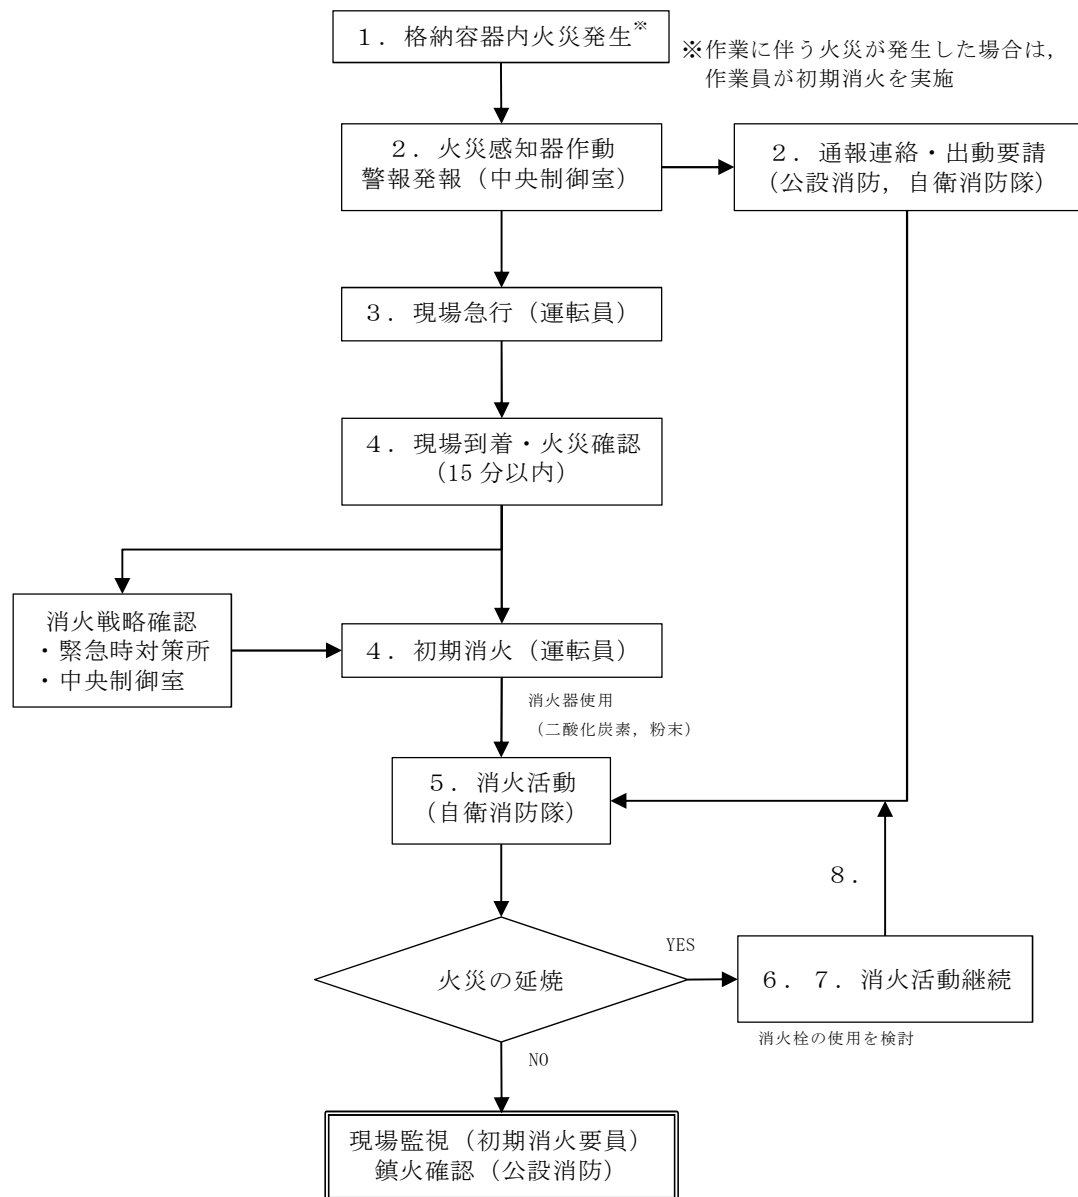 １．格納容器内火災発生※
※作業に伴う火災が発生した場合は，
作業員が初期消火を実施
２．火災感知器作動
警報発報（中央制御室）
２．通報連絡・出動要請
（公設消防，自衛消防隊）
３．現場急行（運転員）
４．現場到着・火災確認
（15 分以内）
消火戦略確認
・緊急時対策所
・中央制御室
４．初期消火（運転員）
消火器使用
（二酸化炭素，粉末）
５．消火活動
（自衛消防隊）
８．
火災の延焼
YES
６．７．消火活動継続
消火栓の使用を検討
NO
現場監視（初期消火要員）
鎮火確認（公設消防）